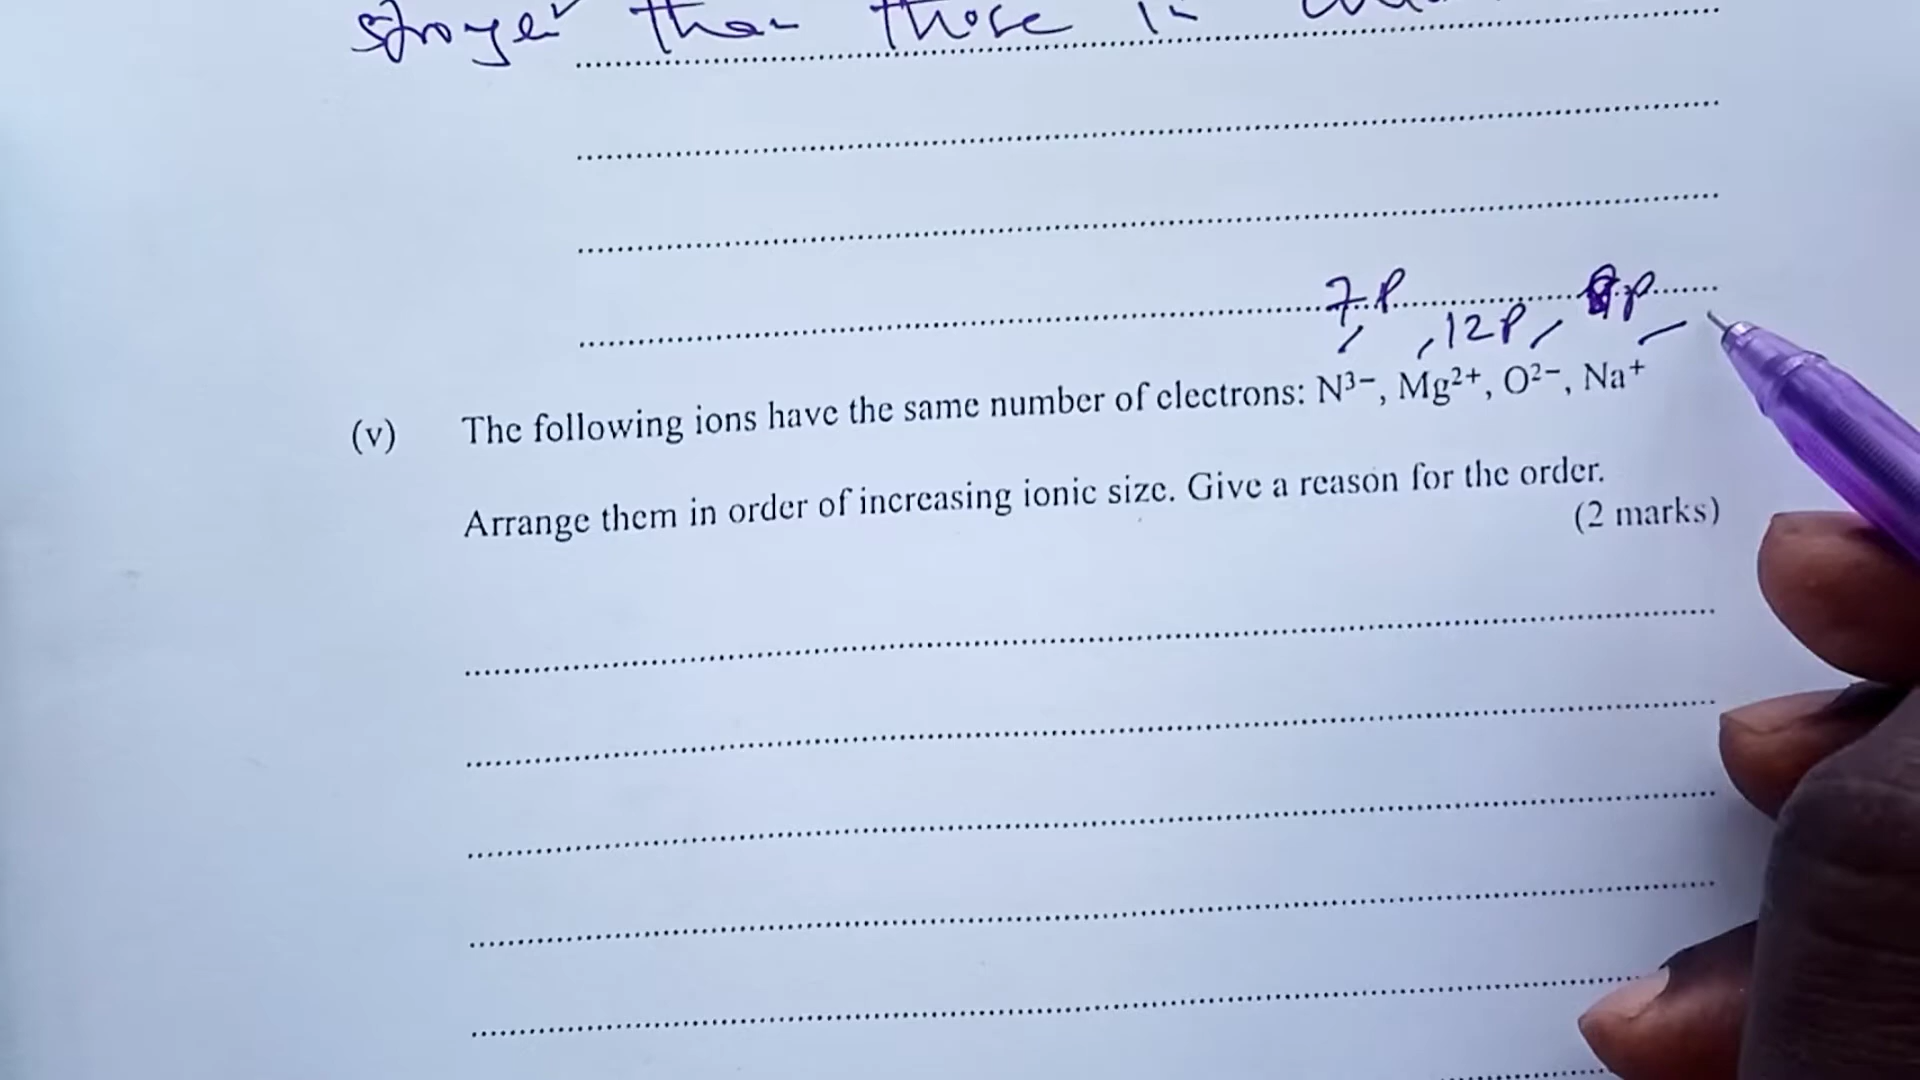 stronger than those in
7P
12P 8P
(v) The following ions have the same number of electrons: N³⁻, Mg²⁺, O²⁻, Na⁺
Arrange them in order of increasing ionic size. Give a reason for the order.
(2 marks)